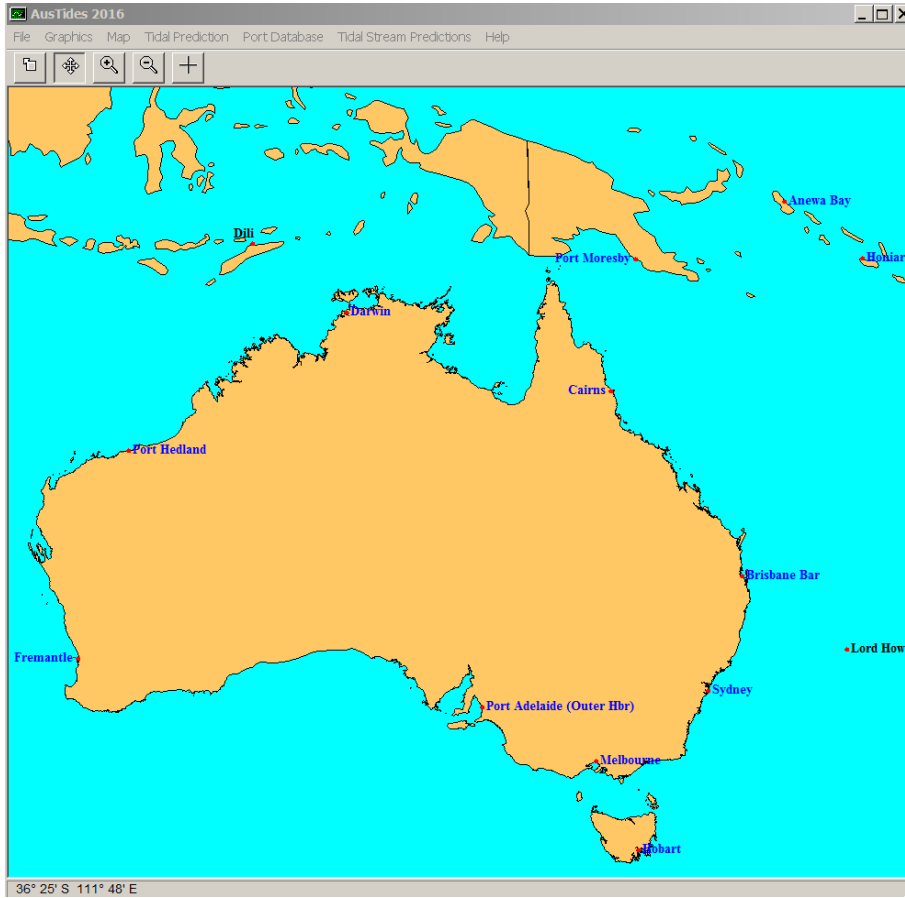 AusTides 2016
File Graphics Map Tidal Prediction Port Database Tidal Stream Predictions Help
Anewa Bay
Dili
Port Moresby
Honiar
Darwin
Cairns
Port Hedland
Brisbane Bar
Lord How
Fremantle
Sydney
Port Adelaide (Outer Hbr)
Melbourne
Hobart
36° 25' S 111° 48' E